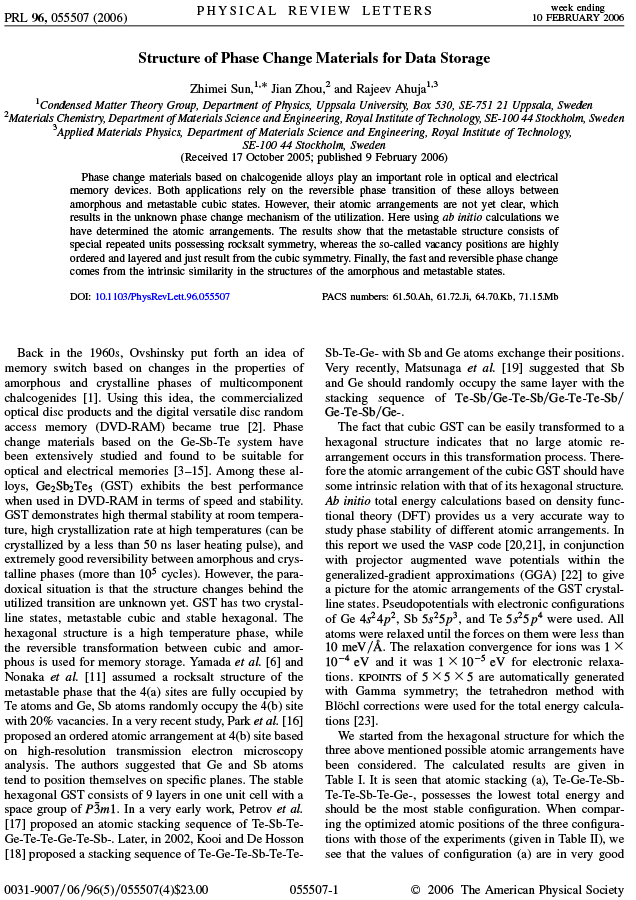 PRL 96, 055507 (2006)
PHYSICAL REVIEW LETTERS
week ending
10 FEBRUARY 2006
Structure of Phase Change Materials for Data Storage
Zhimei Sun,1,* Jian Zhou,2 and Rajeev Ahuja1,3
1Condensed Matter Theory Group, Department of Physics, Uppsala University, Box 530, SE-751 21 Uppsala, Sweden
2Materials Chemistry, Department of Materials Science and Engineering, Royal Institute of Technology, SE-100 44 Stockholm, Sweden
3Applied Materials Physics, Department of Materials Science and Engineering, Royal Institute of Technology,
SE-100 44 Stockholm, Sweden
(Received 17 October 2005; published 9 February 2006)
Phase change materials based on chalcogenide alloys play an important role in optical and electrical
memory devices. Both applications rely on the reversible phase transition of these alloys between
amorphous and metastable cubic states. However, their atomic arrangements are not yet clear, which
results in the unknown phase change mechanism of the utilization. Here using ab initio calculations we
have determined the atomic arrangements. The results show that the metastable structure consists of
special repeated units possessing rocksalt symmetry, whereas the so-called vacancy positions are highly
ordered and layered and just result from the cubic symmetry. Finally, the fast and reversible phase change
comes from the intrinsic similarity in the structures of the amorphous and metastable states.
DOI: 10.1103/PhysRevLett.96.055507
PACS numbers: 61.50.Ah, 61.72.Ji, 64.70.Kb, 71.15.Mb
Back in the 1960s, Ovshinsky put forth an idea of
memory switch based on changes in the properties of
amorphous and crystalline phases of multicomponent
chalcogenides [1]. Using this idea, the commercialized
optical disc products and the digital versatile disc random
access memory (DVD-RAM) became true [2]. Phase
change materials based on the Ge-Sb-Te system have
been extensively studied and found to be suitable for
optical and electrical memories [3–15]. Among these al-
loys, Ge2Sb2Te5 (GST) exhibits the best performance
when used in DVD-RAM in terms of speed and stability.
GST demonstrates high thermal stability at room tempera-
ture, high crystallization rate at high temperatures (can be
crystallized by a less than 50 ns laser heating pulse), and
extremely good reversibility between amorphous and crys-
talline phases (more than 10⁵ cycles). However, the para-
doxical situation is that the structure changes behind the
utilized transition are unknown yet. GST has two crystal-
line states, metastable cubic and stable hexagonal. The
hexagonal structure is a high temperature phase, while
the reversible transformation between cubic and amor-
phous is used for memory storage. Yamada et al. [6] and
Nonaka et al. [11] assumed a rocksalt structure of the
metastable phase that the 4(a) sites are fully occupied by
Te atoms and Ge, Sb atoms randomly occupy the 4(b) site
with 20% vacancies. In a very recent study, Park et al. [16]
proposed an ordered atomic arrangement at 4(b) site based
on high-resolution transmission electron microscopy
analysis. The authors suggested that Ge and Sb atoms
tend to position themselves on specific planes. The stable
hexagonal GST consists of 9 layers in one unit cell with a
space group of P3̄m1. In a very early work, Petrov et al.
[17] proposed an atomic stacking sequence of Te-Sb-Te-
Ge-Te-Te-Ge-Te-Sb-. Later, in 2002, Kooi and De Hosson
[18] proposed a stacking sequence of Te-Ge-Te-Sb-Te-Te-
Sb-Te-Ge- with Sb and Ge atoms exchange their positions.
Very recently, Matsunaga et al. [19] suggested that Sb
and Ge should randomly occupy the same layer with the
stacking sequence of Te-Sb/Ge-Te-Sb/Ge-Te-Te-Sb/
Ge-Te-Sb/Ge-.
The fact that cubic GST can be easily transformed to a
hexagonal structure indicates that no large atomic re-
arrangement occurs in this transformation process. There-
fore the atomic arrangement of the cubic GST should have
some intrinsic relation with that of its hexagonal structure.
Ab initio total energy calculations based on density func-
tional theory (DFT) provides us a very accurate way to
study phase stability of different atomic arrangements. In
this report we used the VASP code [20,21], in conjunction
with projector augmented wave potentials within the
generalized-gradient approximations (GGA) [22] to give
a picture for the atomic arrangements of the GST crystal-
line states. Pseudopotentials with electronic configurations
of Ge 4s²4p², Sb 5s²5p³, and Te 5s²5p⁴ were used. All
atoms were relaxed until the forces on them were less than
10 meV/Å. The relaxation convergence for ions was 1 ×
10⁻⁴ eV and it was 1 × 10⁻⁵ eV for electronic relaxa-
tions. KPOINTS of 5 × 5 × 5 are automatically generated
with Gamma symmetry; the tetrahedron method with
Blöchl corrections were used for the total energy calcula-
tions [23].
We started from the hexagonal structure for which the
three above mentioned possible atomic arrangements have
been considered. The calculated results are given in
Table I. It is seen that atomic stacking (a), Te-Ge-Te-Sb-
Te-Te-Sb-Te-Ge-, possesses the lowest total energy and
should be the most stable configuration. When compar-
ing the optimized atomic positions of the three configura-
tions with those of the experiments (given in Table II), we
see that the values of configuration (a) are in very good
0031-9007/06/96(5)/055507(4)$23.00
055507-1
© 2006 The American Physical Society